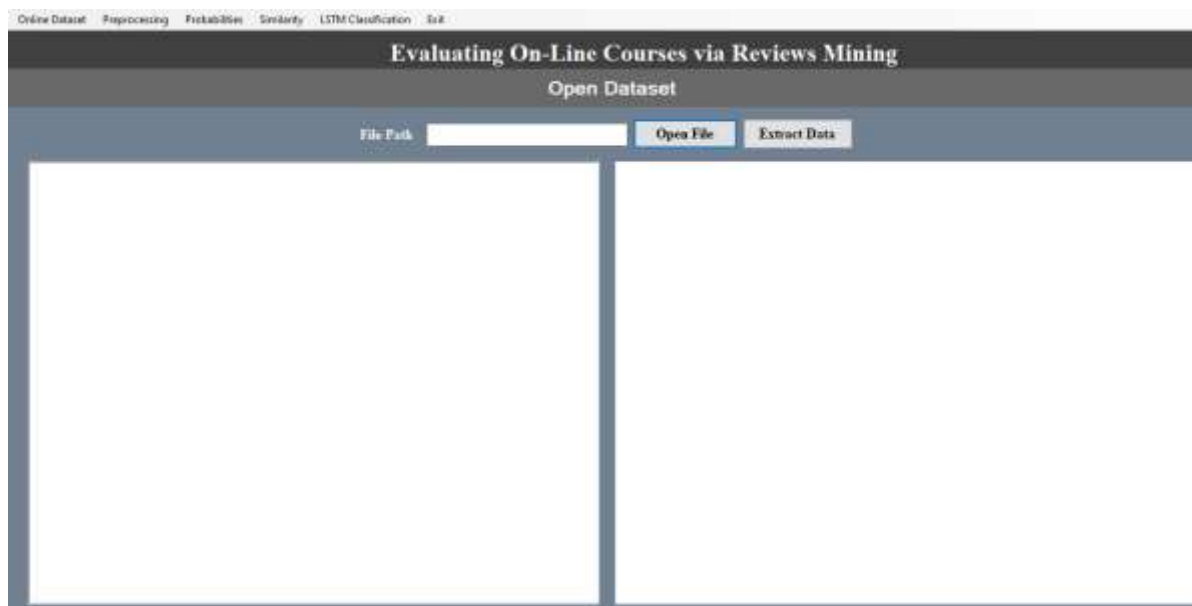 Online Dataset Preprocessing Probabilities Similarity LSTM Classification Exit
Evaluating On-Line Courses via Reviews Mining
Open Dataset
File Path Open File Extract Data